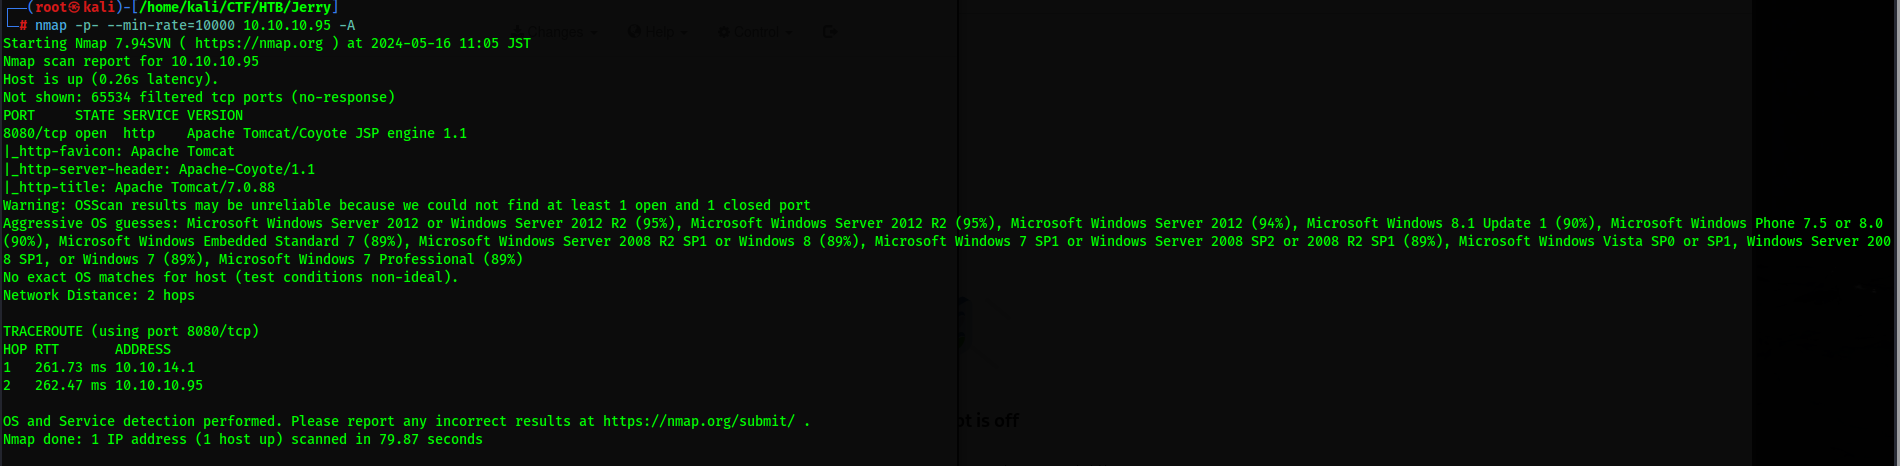 ┌──(root㉿kali)-[/home/kali/CTF/HTB/Jerry]
└─# nmap -p- --min-rate=10000 10.10.10.95 -A
Changes Help Control
Starting Nmap 7.94SVN ( https://nmap.org ) at 2024-05-16 11:05 JST
Nmap scan report for 10.10.10.95
Host is up (0.26s latency).
Not shown: 65534 filtered tcp ports (no-response)
PORT     STATE SERVICE VERSION
8080/tcp open  http    Apache Tomcat/Coyote JSP engine 1.1
|_http-favicon: Apache Tomcat
|_http-server-header: Apache-Coyote/1.1
|_http-title: Apache Tomcat/7.0.88
Warning: OSScan results may be unreliable because we could not find at least 1 open and 1 closed port
Aggressive OS guesses: Microsoft Windows Server 2012 or Windows Server 2012 R2 (95%), Microsoft Windows Server 2012 R2 (95%), Microsoft Windows Server 2012 (94%), Microsoft Windows 8.1 Update 1 (90%), Microsoft Windows Phone 7.5 or 8.0
(90%), Microsoft Windows Embedded Standard 7 (89%), Microsoft Windows Server 2008 R2 SP1 or Windows 8 (89%), Microsoft Windows 7 SP1 or Windows Server 2008 SP2 or 2008 R2 SP1 (89%), Microsoft Windows Vista SP0 or SP1, Windows Server 200
8 SP1, or Windows 7 (89%), Microsoft Windows 7 Professional (89%)
No exact OS matches for host (test conditions non-ideal).
Network Distance: 2 hops
TRACEROUTE (using port 8080/tcp)
HOP RTT       ADDRESS
1   261.73 ms 10.10.14.1
2   262.47 ms 10.10.10.95
OS and Service detection performed. Please report any incorrect results at https://nmap.org/submit/ .
is off
Nmap done: 1 IP address (1 host up) scanned in 79.87 seconds